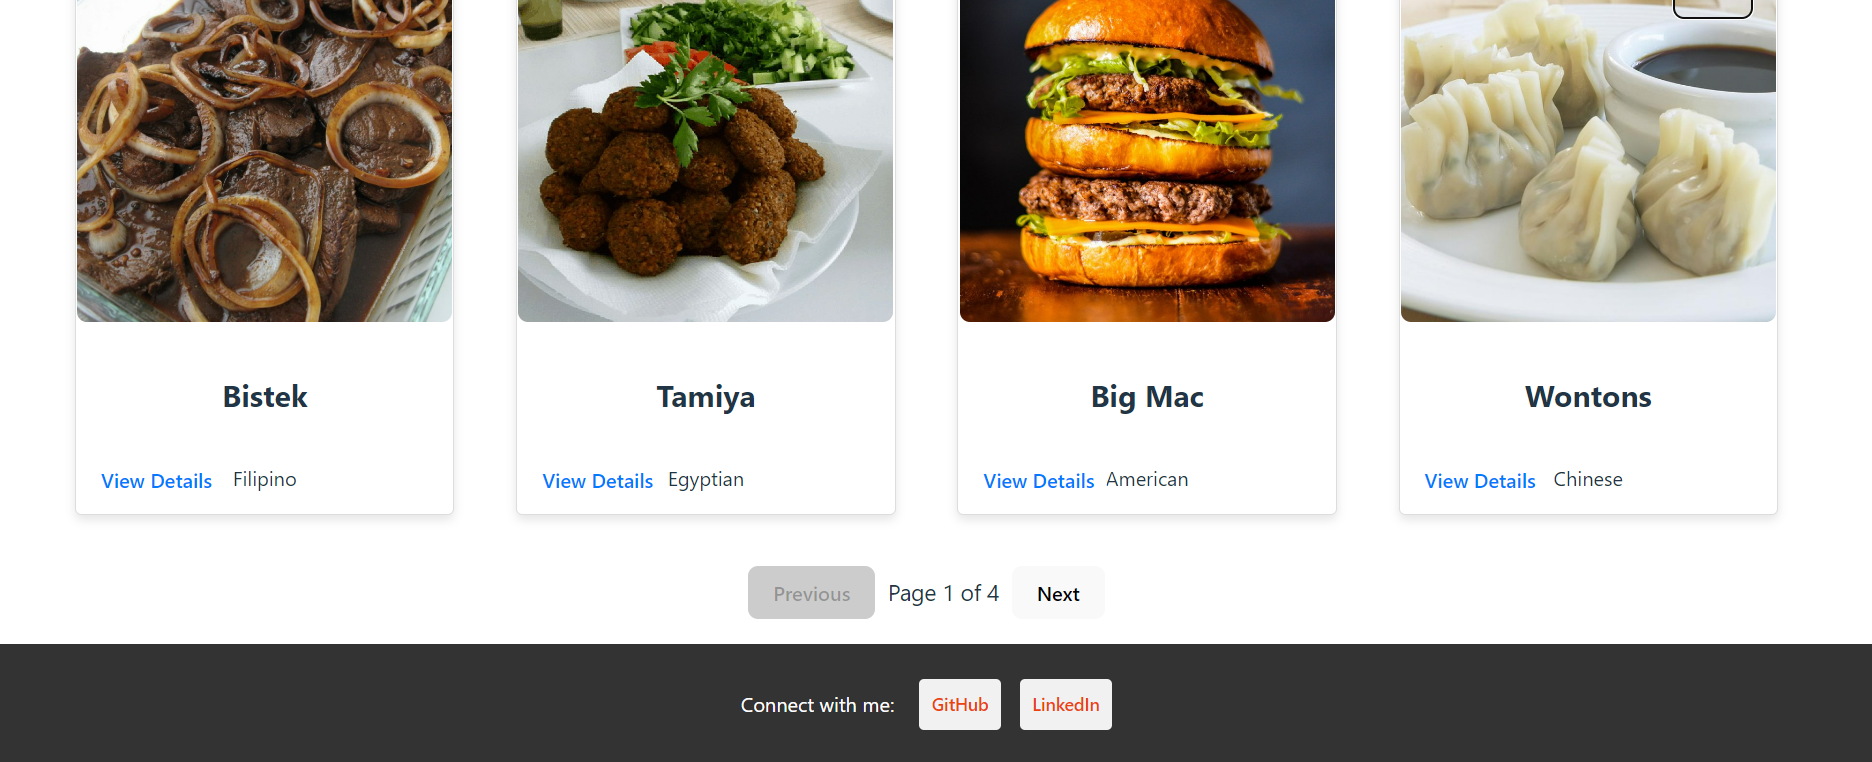 Bistek
Tamiya
Big Mac
Wontons
View Details Filipino
View Details Egyptian
View Details American
View Details Chinese
Previous Page 1 of 4 Next
Connect with me: GitHub LinkedIn